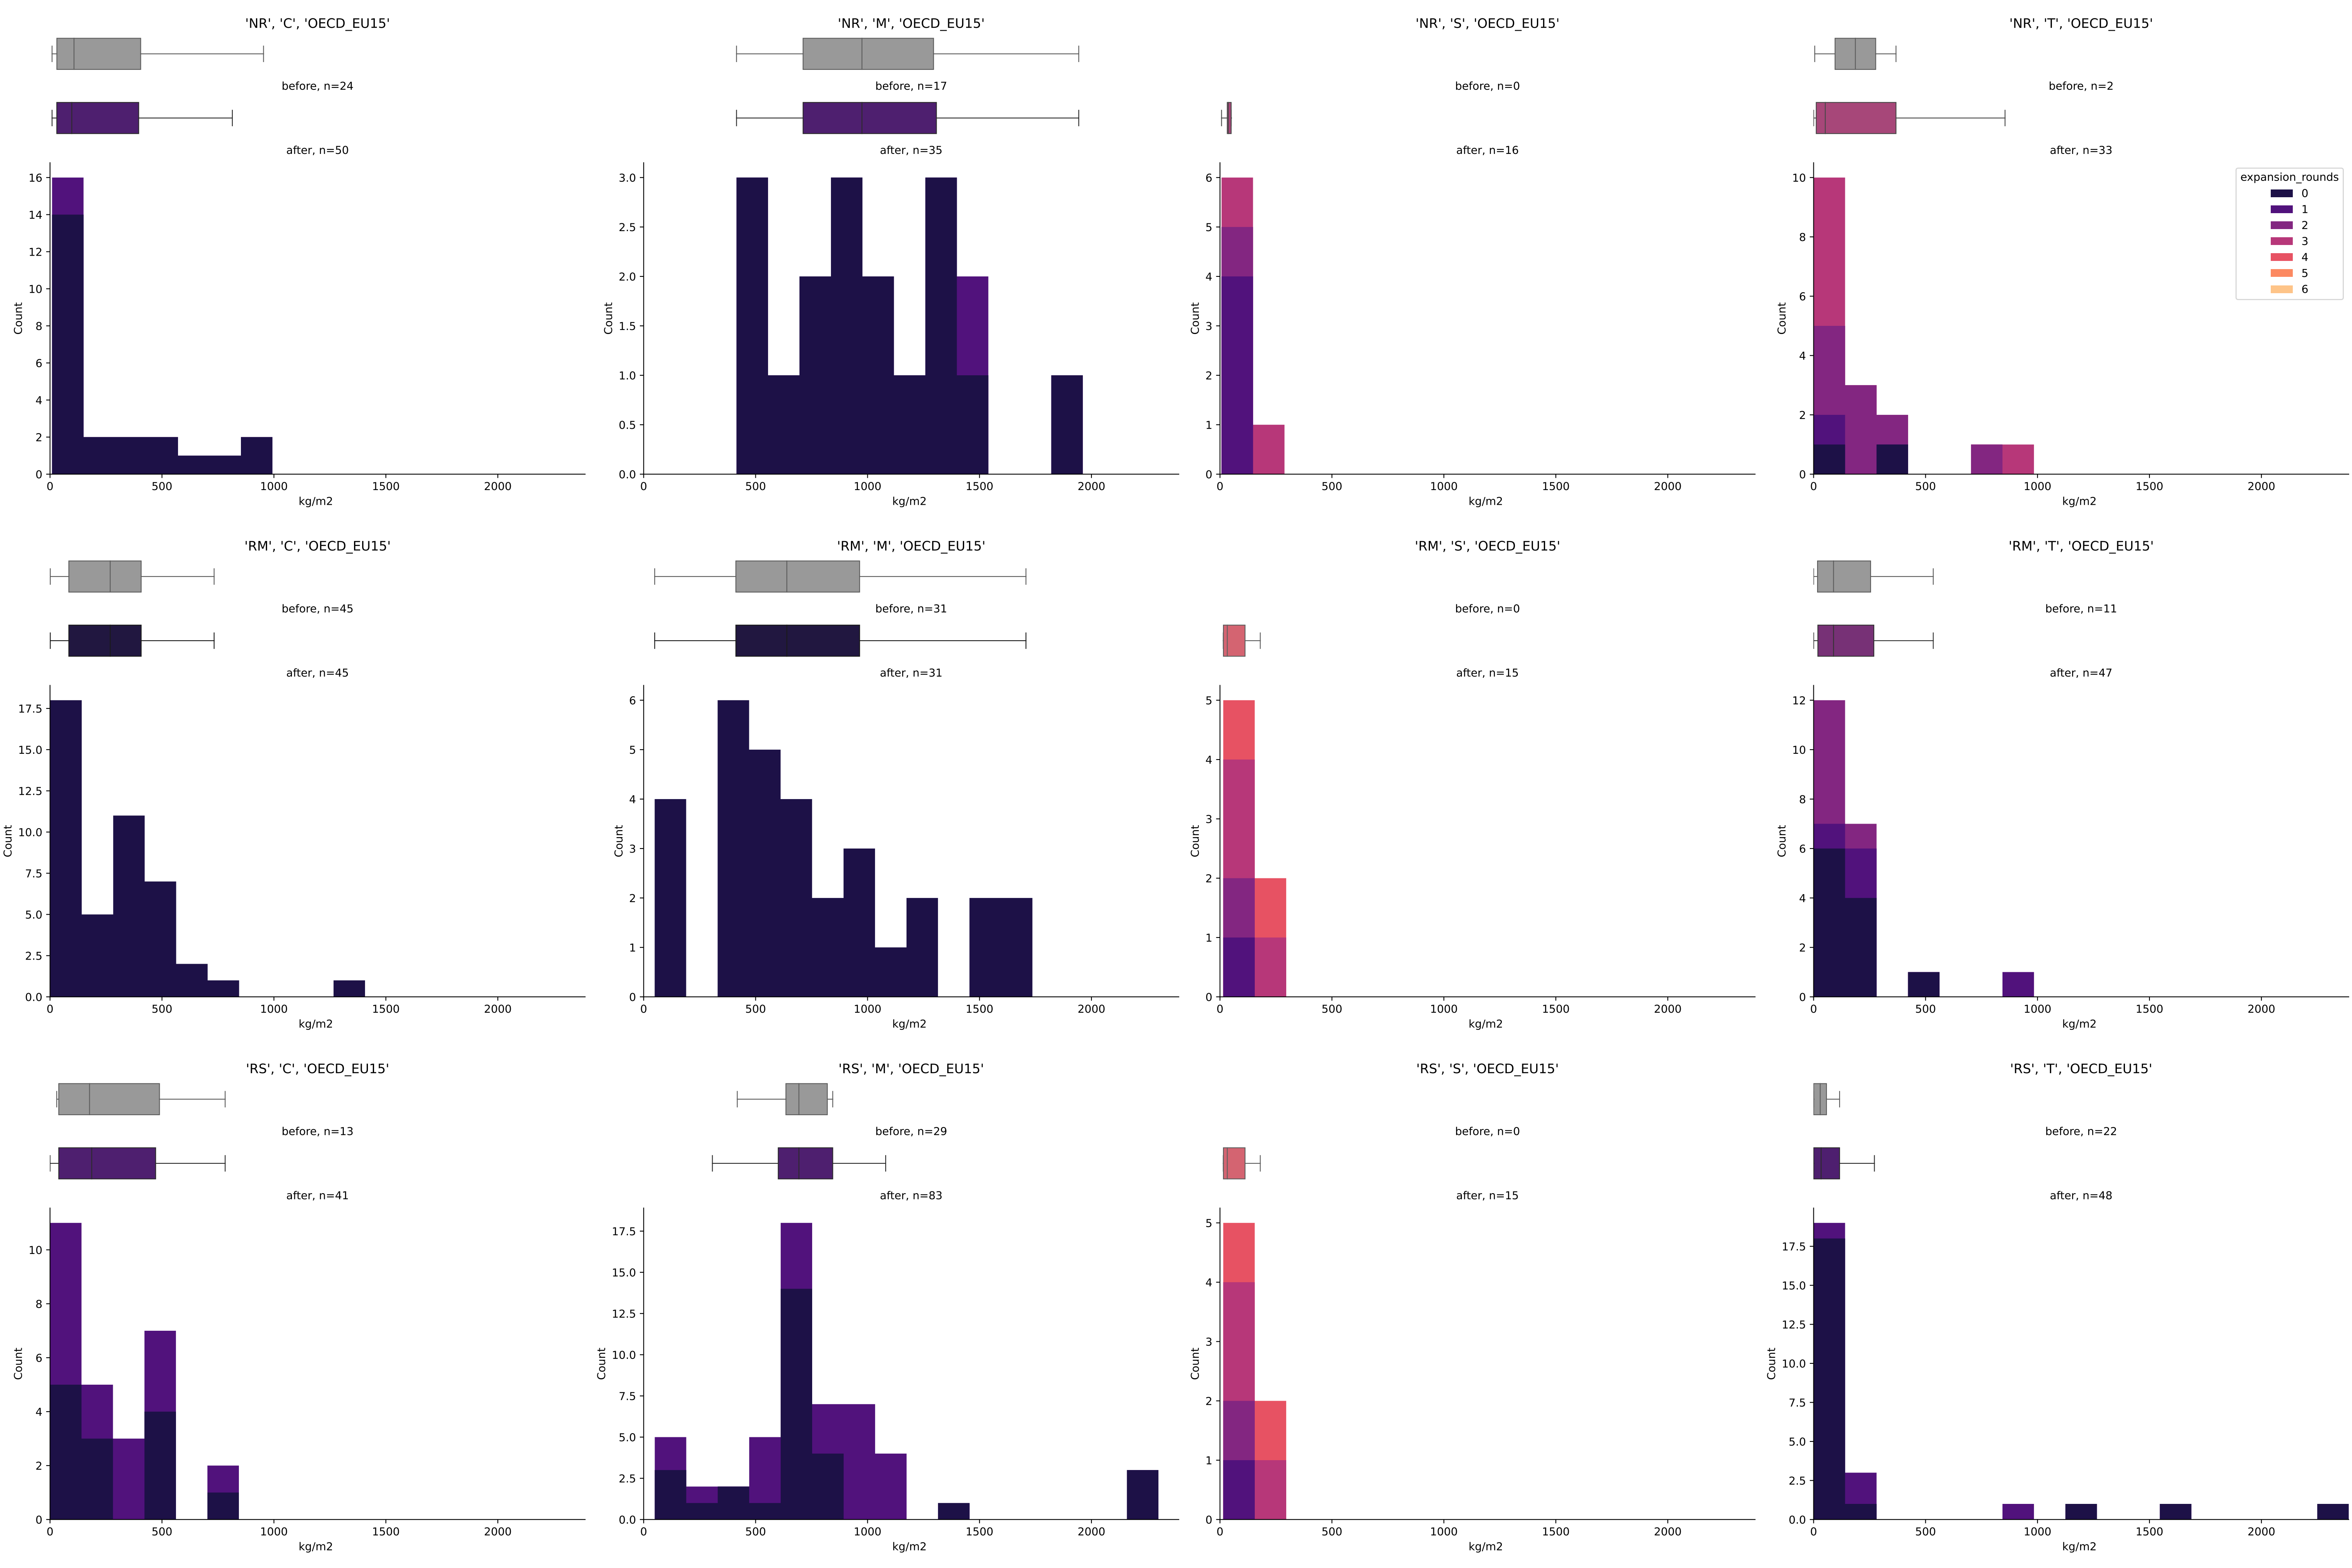 'NR', 'C', 'OECD_EU15'
before, n=24
after, n=50
Count
16
14
12
10
8
6
4
2
0
0 500 1000 1500 2000
kg/m2
'NR', 'M', 'OECD_EU15'
before, n=17
after, n=35
Count
3.0
2.5
2.0
1.5
1.0
0.5
0.0
0 500 1000 1500 2000
kg/m2
'NR', 'S', 'OECD_EU15'
before, n=0
after, n=16
Count
6
5
4
3
2
1
0
0 500 1000 1500 2000
kg/m2
'NR', 'T', 'OECD_EU15'
before, n=2
after, n=33
expansion_rounds
0
1
2
3
4
5
6
Count
10
8
6
4
2
0
0 500 1000 1500 2000
kg/m2
'RM', 'C', 'OECD_EU15'
before, n=45
after, n=45
Count
17.5
15.0
12.5
10.0
7.5
5.0
2.5
0.0
0 500 1000 1500 2000
kg/m2
'RM', 'M', 'OECD_EU15'
before, n=31
after, n=31
Count
6
5
4
3
2
1
0
0 500 1000 1500 2000
kg/m2
'RM', 'S', 'OECD_EU15'
before, n=0
after, n=15
Count
5
4
3
2
1
0
0 500 1000 1500 2000
kg/m2
'RM', 'T', 'OECD_EU15'
before, n=11
after, n=47
Count
12
10
8
6
4
2
0
0 500 1000 1500 2000
kg/m2
'RS', 'C', 'OECD_EU15'
before, n=13
after, n=41
Count
10
8
6
4
2
0
0 500 1000 1500 2000
kg/m2
'RS', 'M', 'OECD_EU15'
before, n=29
after, n=83
Count
17.5
15.0
12.5
10.0
7.5
5.0
2.5
0.0
0 500 1000 1500 2000
kg/m2
'RS', 'S', 'OECD_EU15'
before, n=0
after, n=15
Count
5
4
3
2
1
0
0 500 1000 1500 2000
kg/m2
'RS', 'T', 'OECD_EU15'
before, n=22
after, n=48
Count
17.5
15.0
12.5
10.0
7.5
5.0
2.5
0.0
0 500 1000 1500 2000
kg/m2